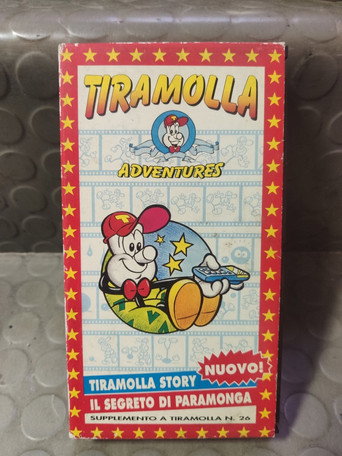 TIRAMOLLA
ADVENTURES
T
NUOVO!
TIRAMOLLA STORY
IL SEGRETO DI PARAMONGA
SUPPLEMENTO A TIRAMOLLA N. 26